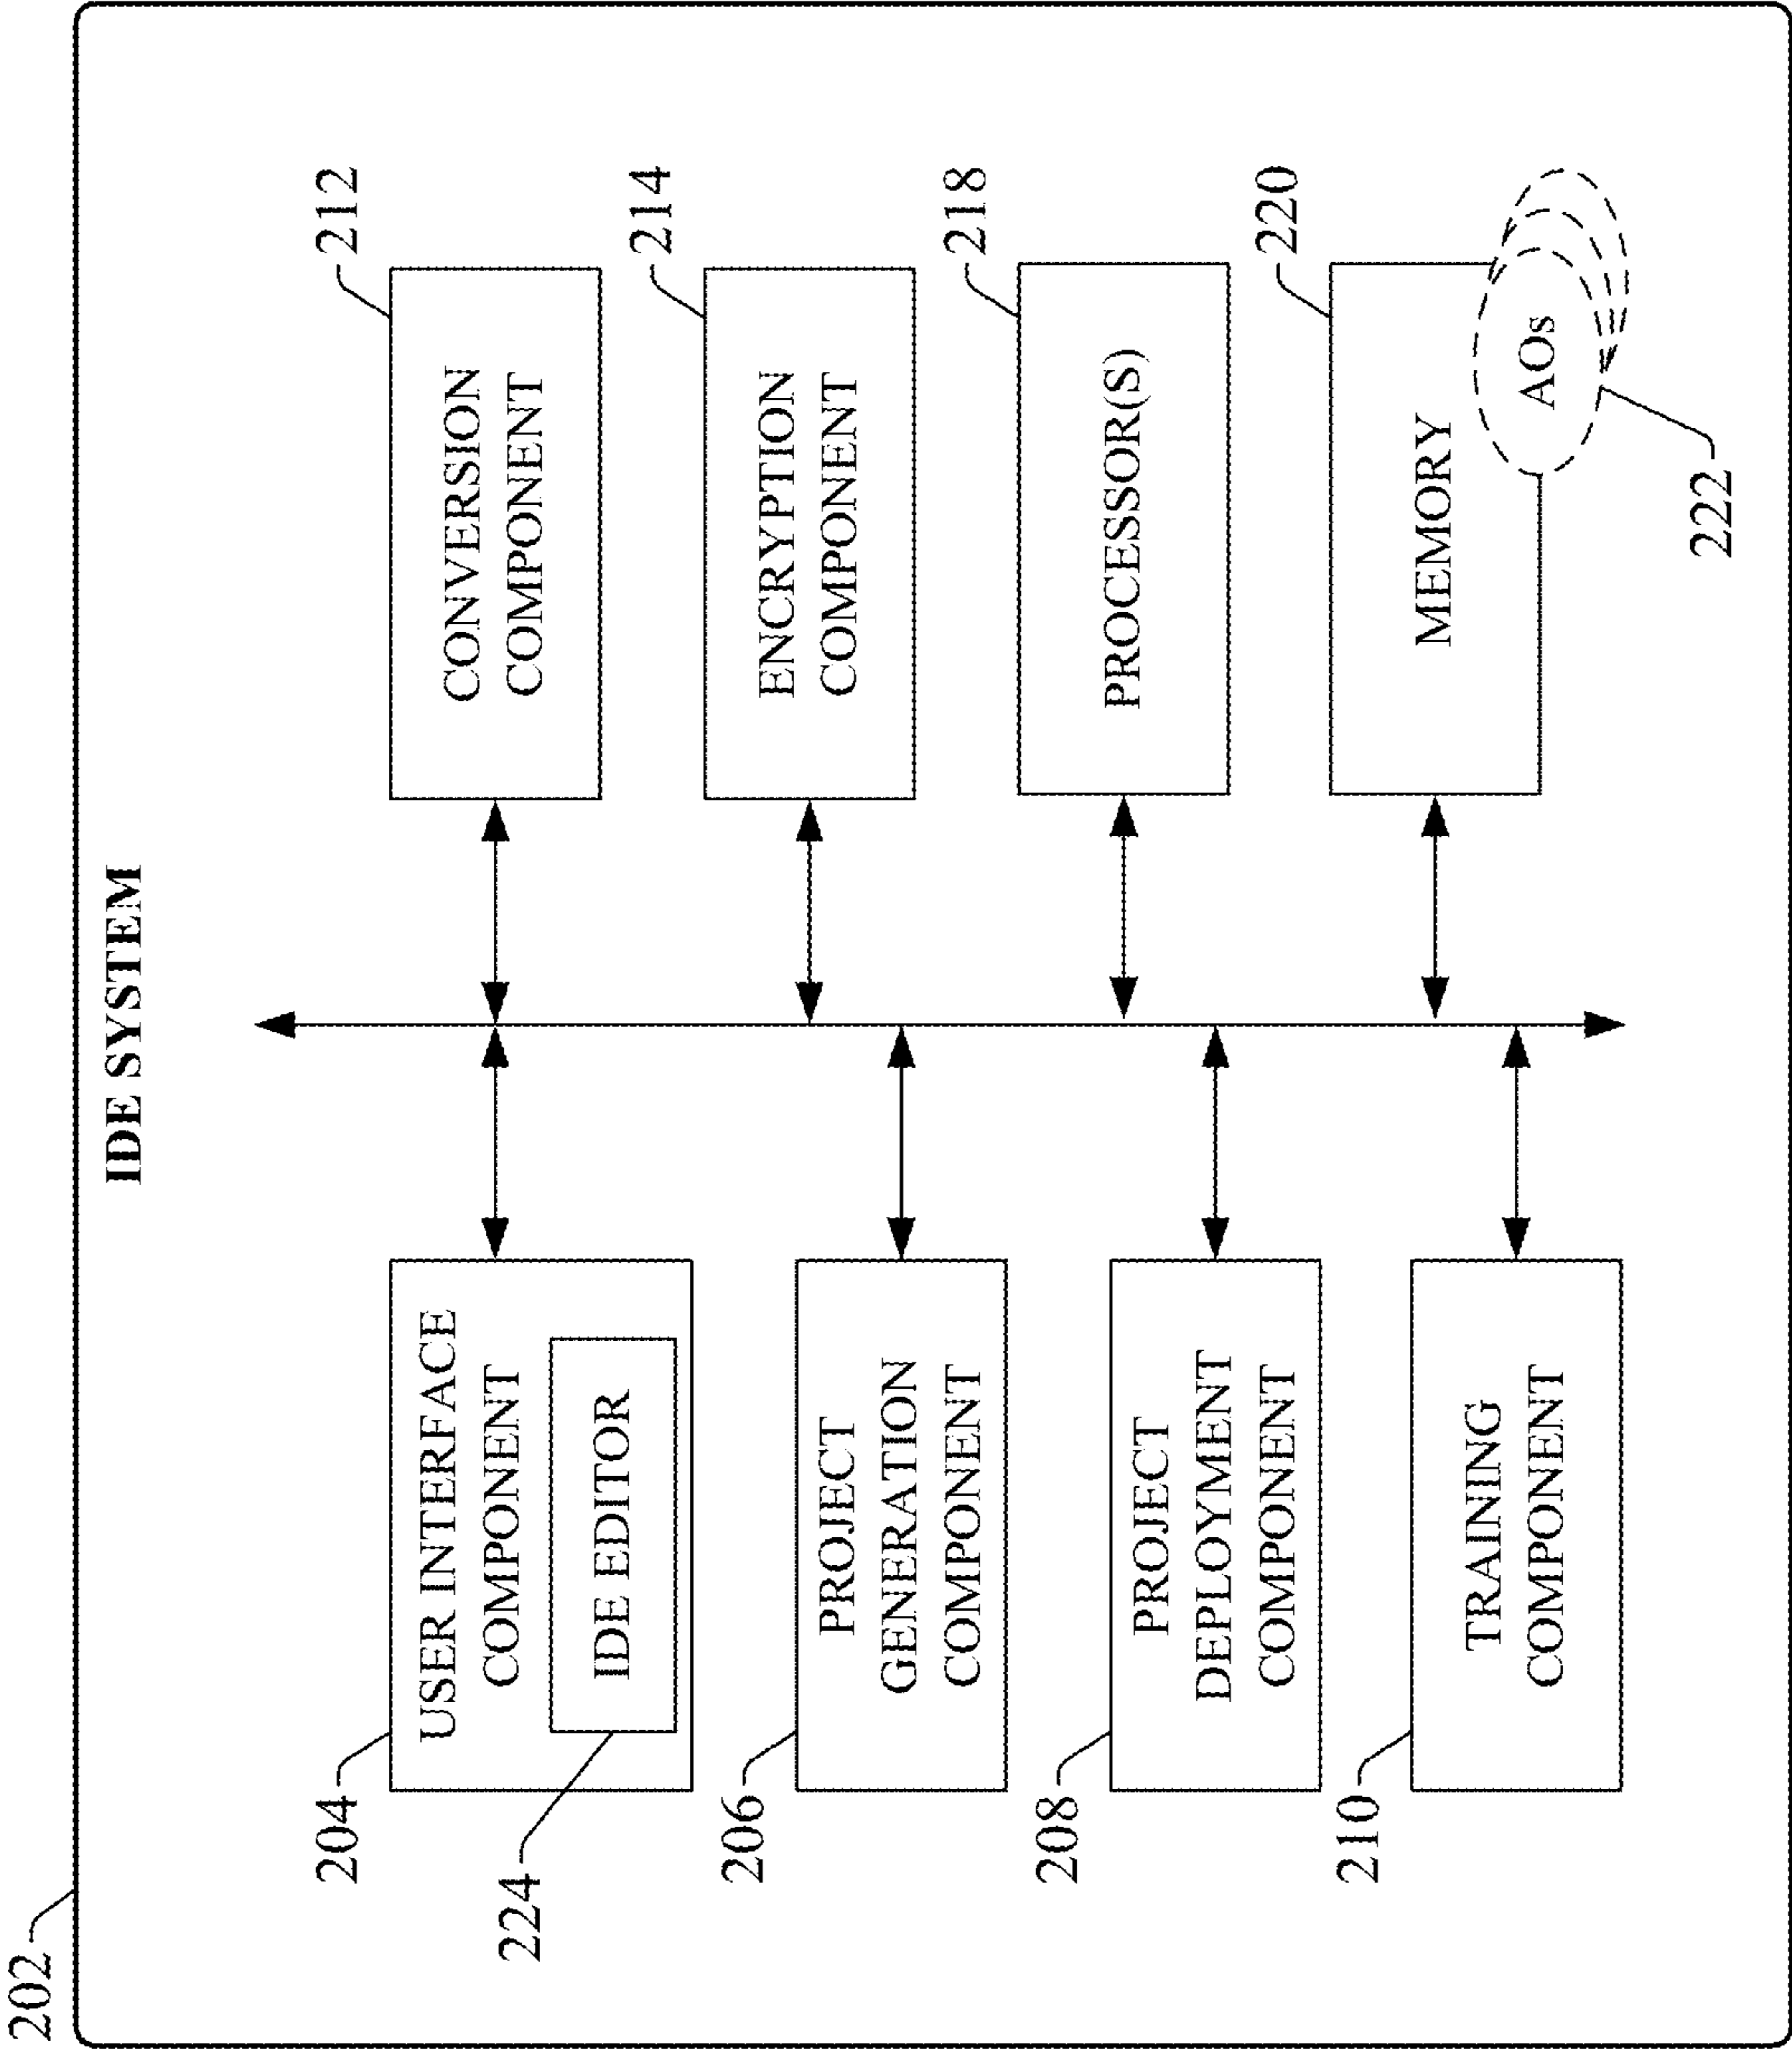 202
IDE SYSTEM
204
USER INTERFACE
COMPONENT
224
IDE EDITOR
206
PROJECT
GENERATION
COMPONENT
208
PROJECT
DEPLOYMENT
COMPONENT
210
TRAINING
COMPONENT
212
CONVERSION
COMPONENT
214
ENCRYPTION
COMPONENT
218
PROCESSOR(S)
220
MEMORY
AOs
222